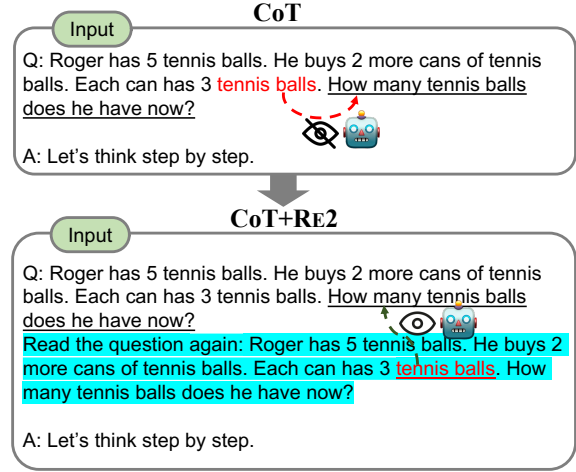 CoT
Input
Q: Roger has 5 tennis balls. He buys 2 more cans of tennis
balls. Each can has 3 tennis balls. How many tennis balls
does he have now?
A: Let's think step by step.
CoT+RE2
Input
Q: Roger has 5 tennis balls. He buys 2 more cans of tennis
balls. Each can has 3 tennis balls. How many tennis balls
does he have now?
Read the question again: Roger has 5 tennis balls. He buys 2
more cans of tennis balls. Each can has 3 tennis balls. How
many tennis balls does he have now?
A: Let's think step by step.